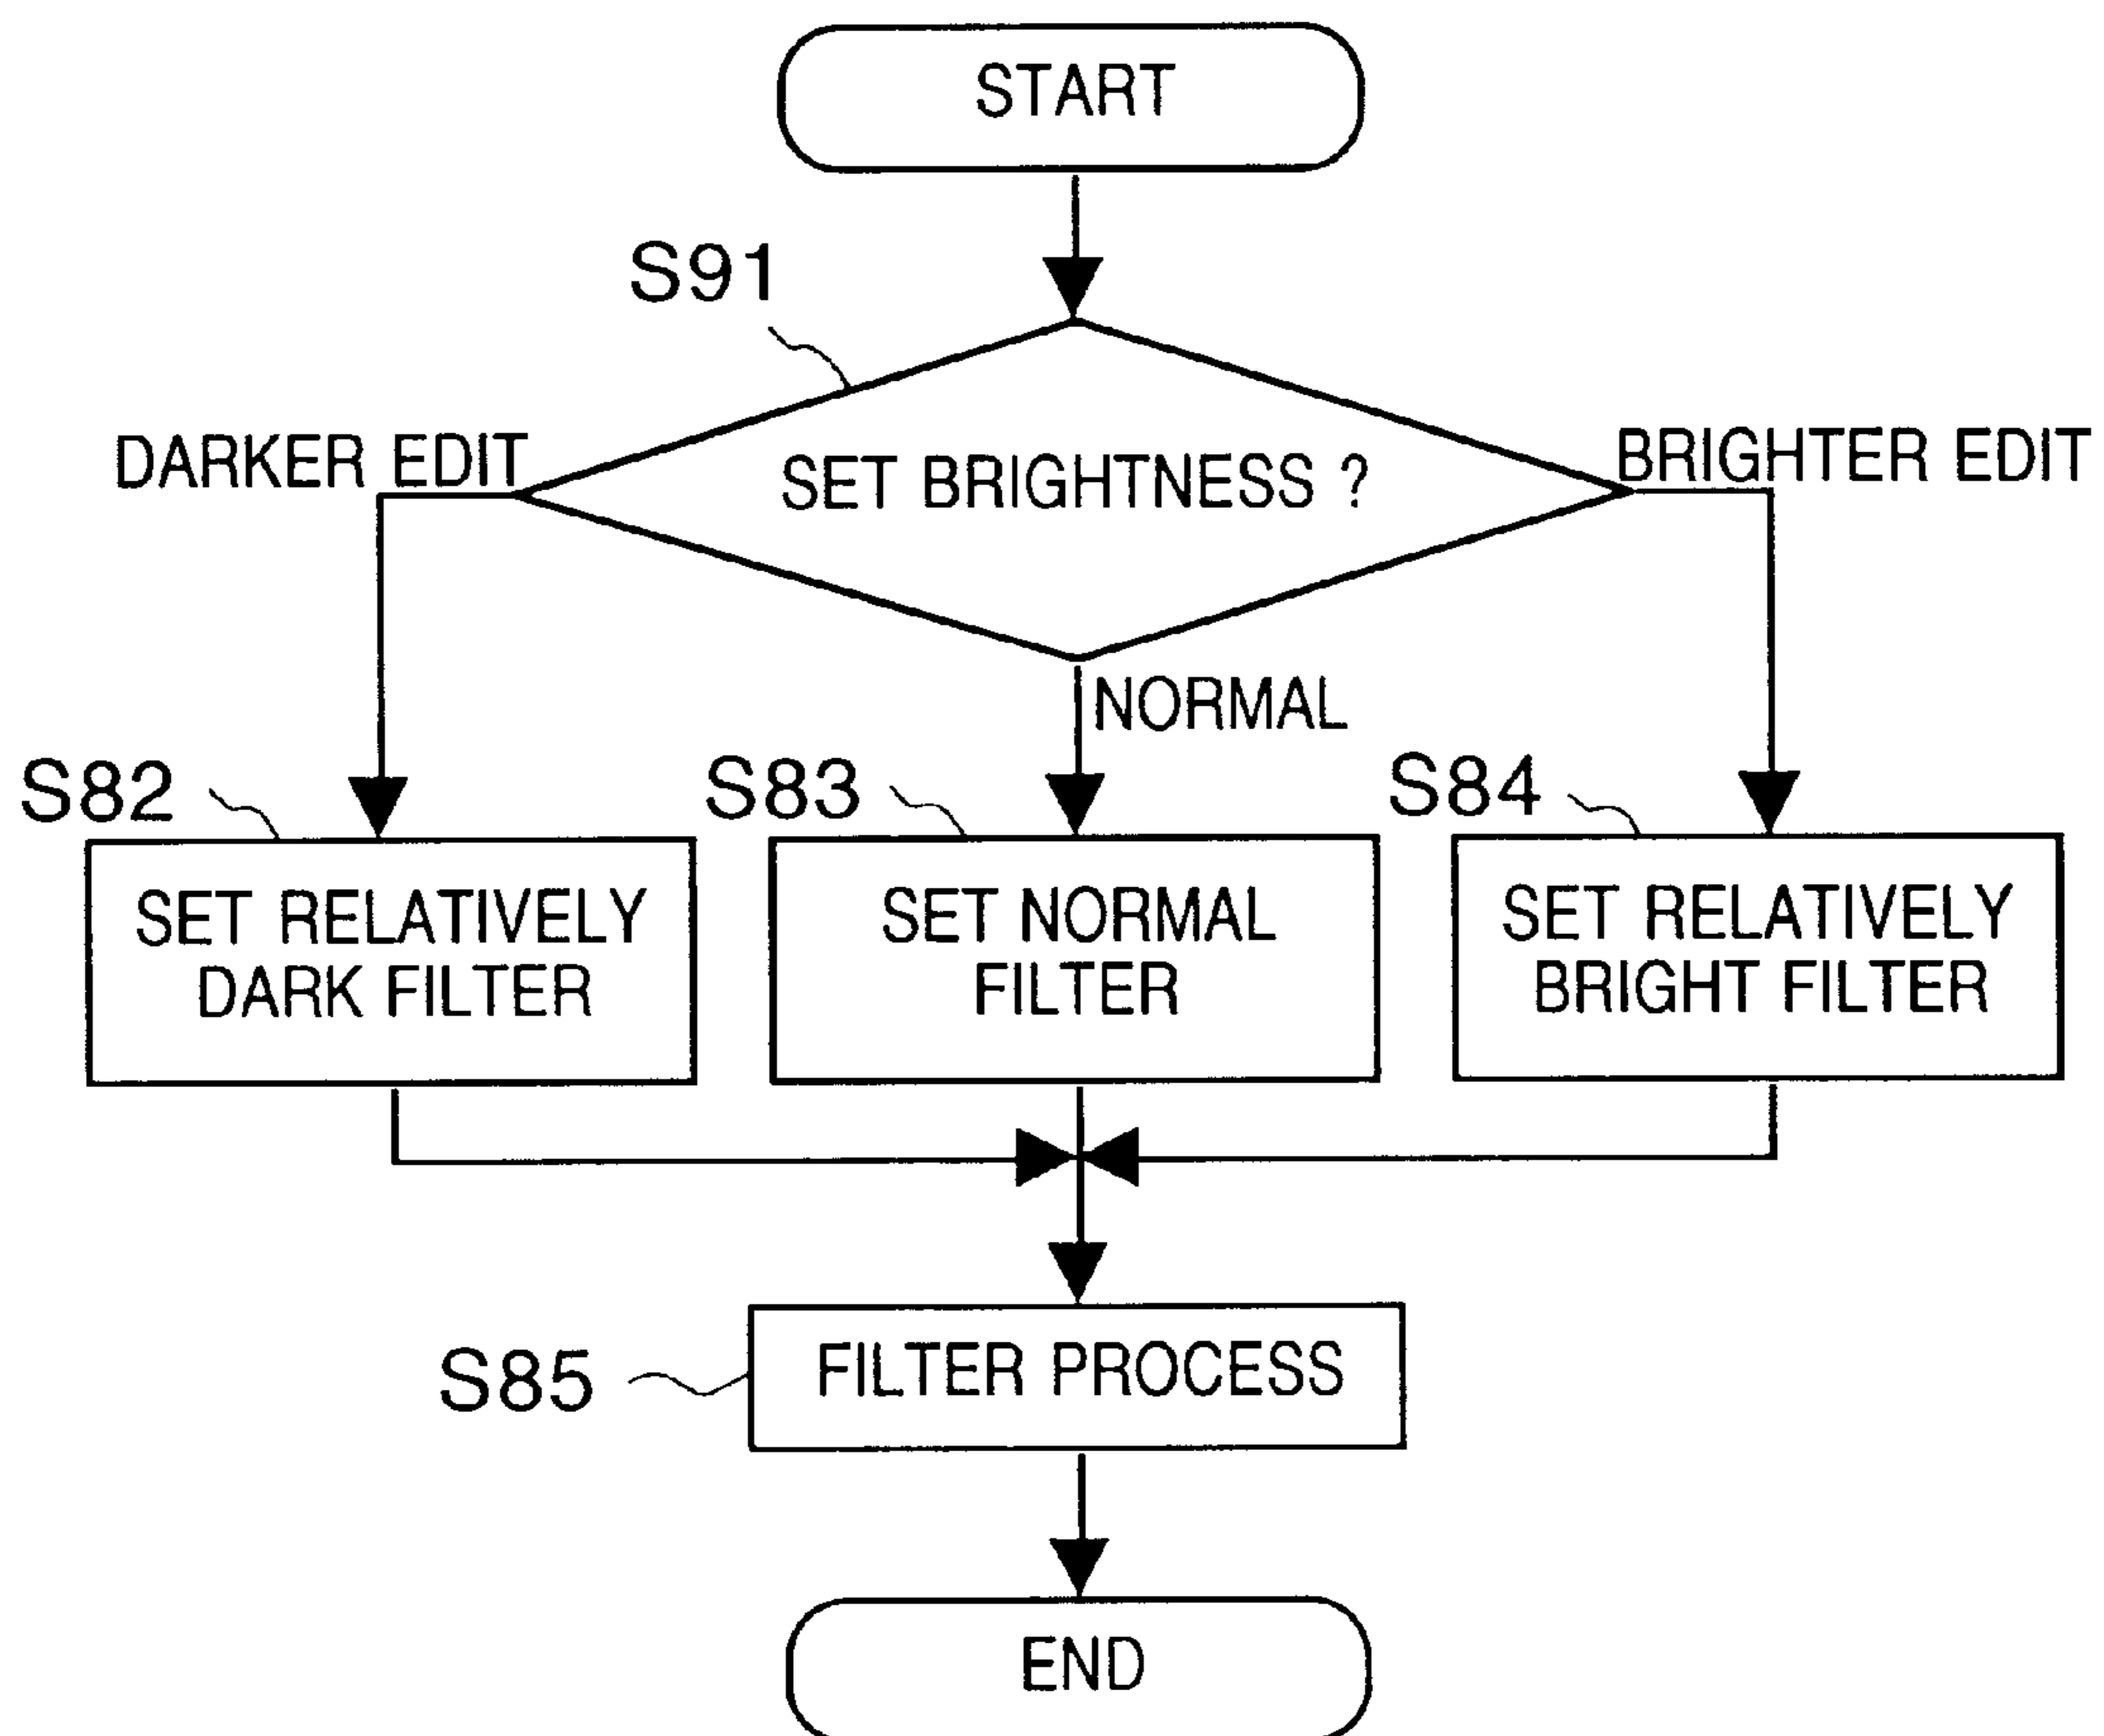 START
S91
DARKER EDIT
SET BRIGHTNESS ?
BRIGHTER EDIT
NORMAL
S82
S83
S84
SET RELATIVELY
DARK FILTER
SET NORMAL
FILTER
SET RELATIVELY
BRIGHT FILTER
S85
FILTER PROCESS
END